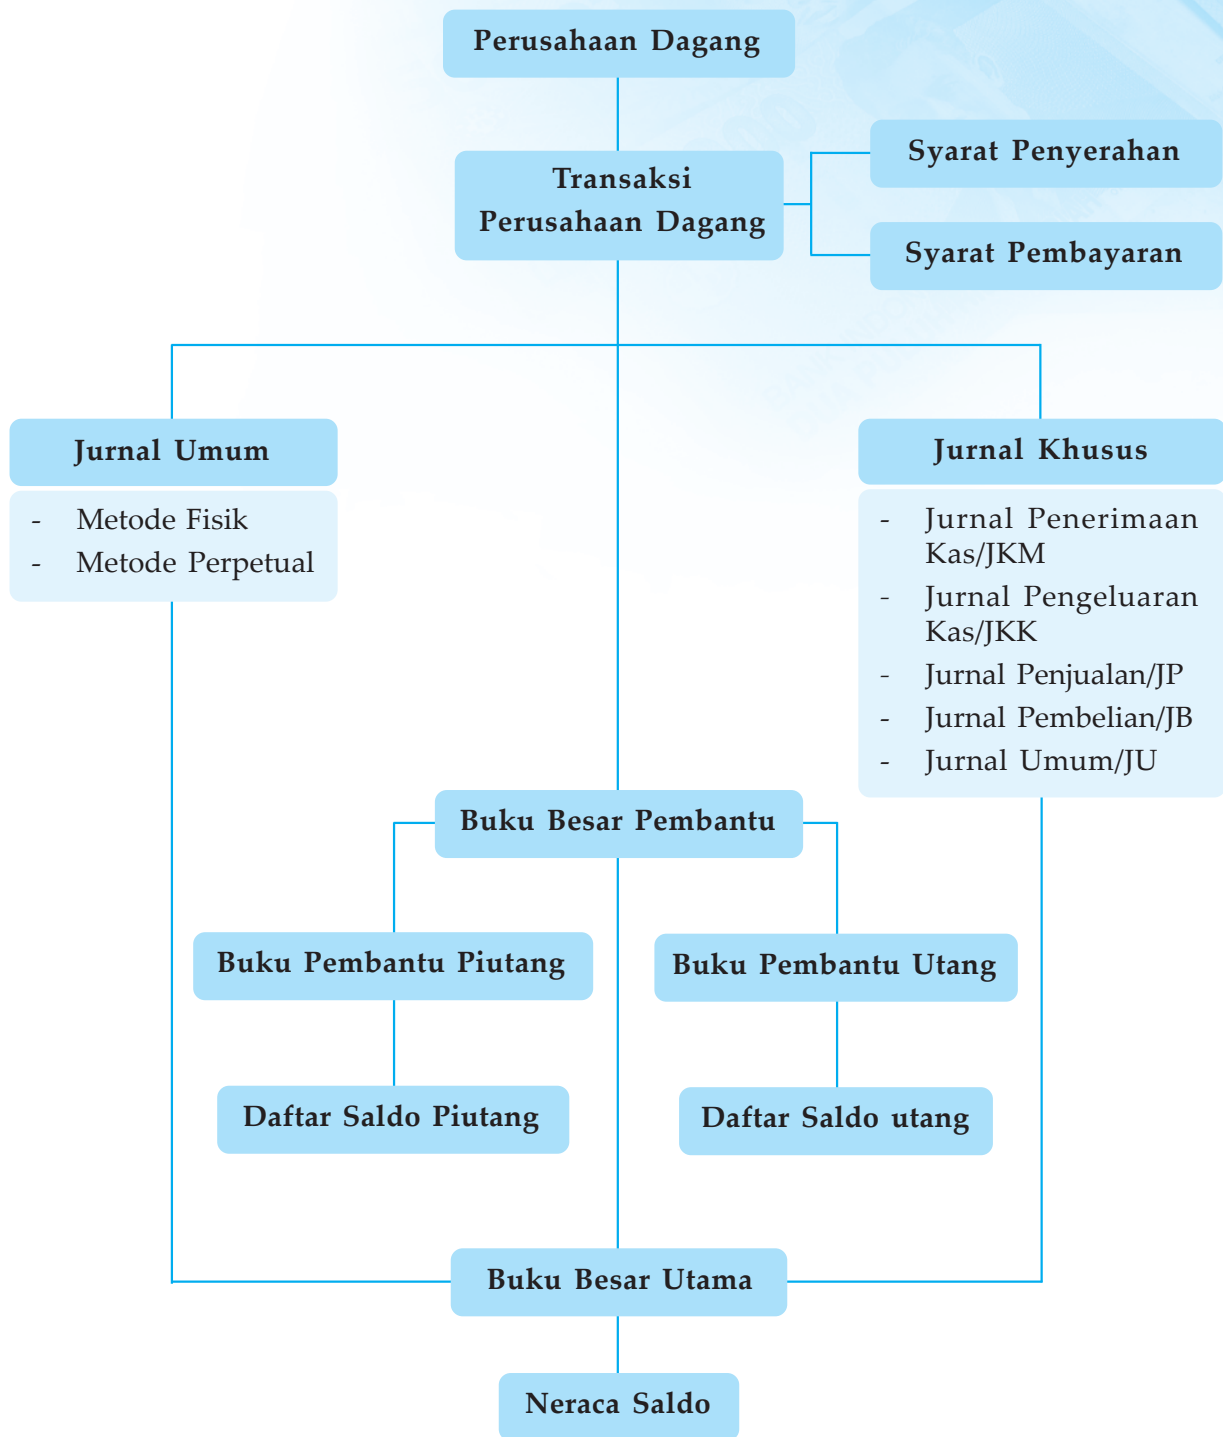 Perusahaan Dagang
Transaksi
Perusahaan Dagang
Syarat Penyerahan
Syarat Pembayaran
Jurnal Umum
- Metode Fisik
- Metode Perpetual
Jurnal Khusus
- Jurnal Penerimaan
Kas/JKM
- Jurnal Pengeluaran
Kas/JKK
- Jurnal Penjualan/JP
- Jurnal Pembelian/JB
- Jurnal Umum/JU
Buku Besar Pembantu
Buku Pembantu Piutang
Buku Pembantu Utang
Daftar Saldo Piutang
Daftar Saldo utang
Buku Besar Utama
Neraca Saldo